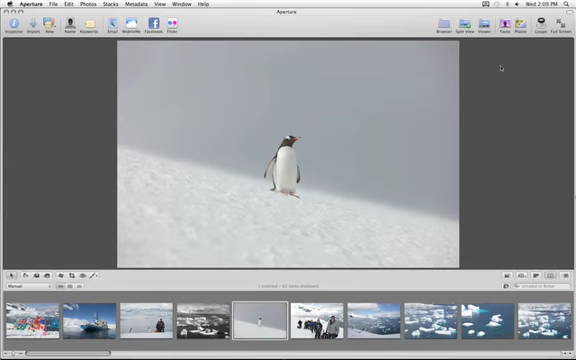 Aperture File Edit Photos Stacks Metadata View Window Help
Wed 2:09 PM
Aperture
Inspector Import New Name Keywords Email MobileMe Facebook Flickr
Browser Split View Viewer Faces Places Loupe Full Screen
Manual